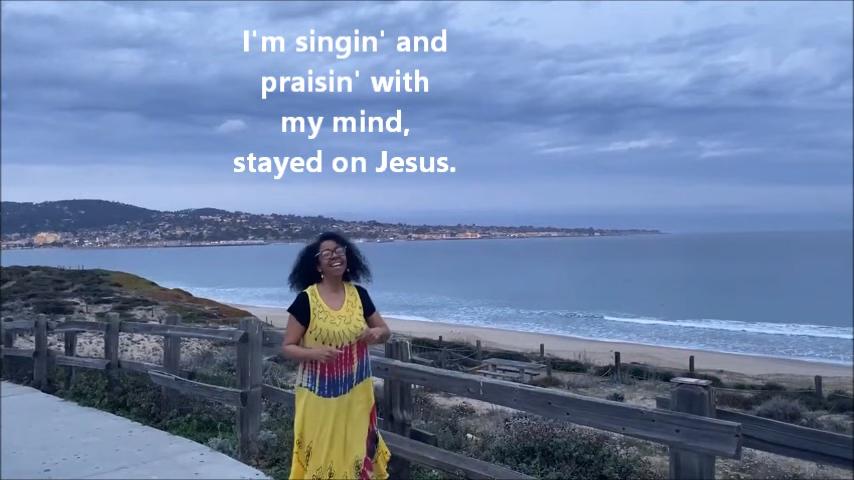 I'm singin' and
praisin' with
my mind,
stayed on Jesus.